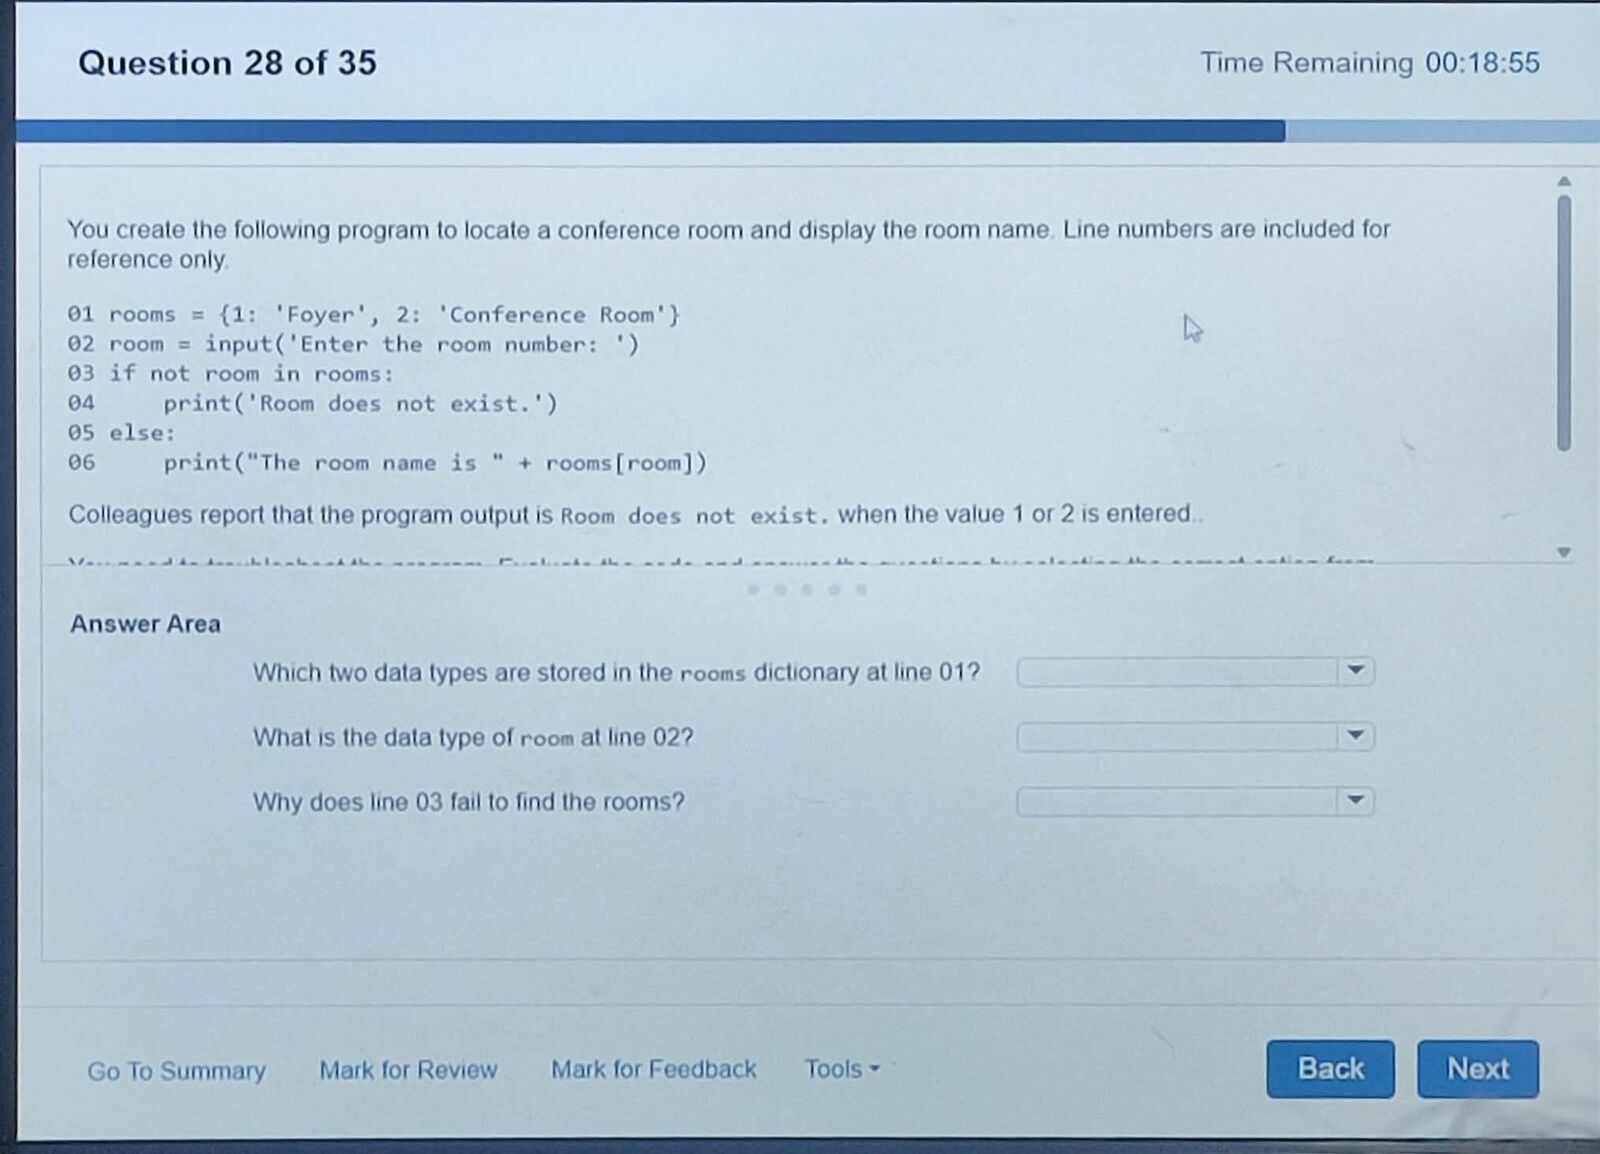 Question 28 of 35
Time Remaining 00:18:55
You create the following program to locate a conference room and display the room name. Line numbers are included for
reference only.
01 rooms = {1: 'Foyer', 2: 'Conference Room'}
02 room = input('Enter the room number: ')
03 if not room in rooms:
04     print('Room does not exist.')
05 else:
06     print("The room name is " + rooms[room])
Colleagues report that the program output is Room does not exist. when the value 1 or 2 is entered..
Answer Area
Which two data types are stored in the rooms dictionary at line 01?
What is the data type of room at line 02?
Why does line 03 fail to find the rooms?
Go To Summary
Mark for Review
Mark for Feedback
Tools
Back
Next